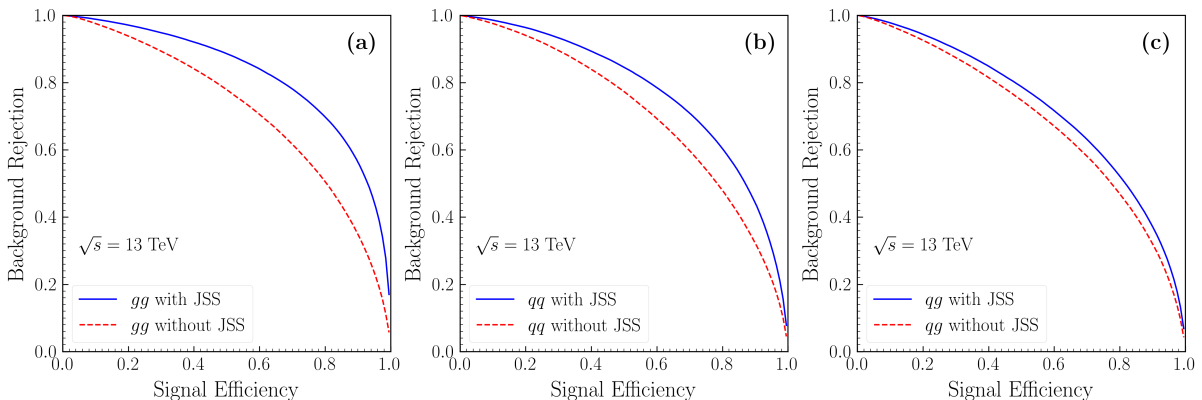 (a)
Background Rejection
1.0
0.8
0.6
0.4
0.2
0.0
√s = 13 TeV
gg with JSS
gg without JSS
0.0 0.2 0.4 0.6 0.8 1.0
Signal Efficiency
(b)
Background Rejection
1.0
0.8
0.6
0.4
0.2
0.0
√s = 13 TeV
qq with JSS
qq without JSS
0.0 0.2 0.4 0.6 0.8 1.0
Signal Efficiency
(c)
Background Rejection
1.0
0.8
0.6
0.4
0.2
0.0
√s = 13 TeV
qg with JSS
qg without JSS
0.0 0.2 0.4 0.6 0.8 1.0
Signal Efficiency